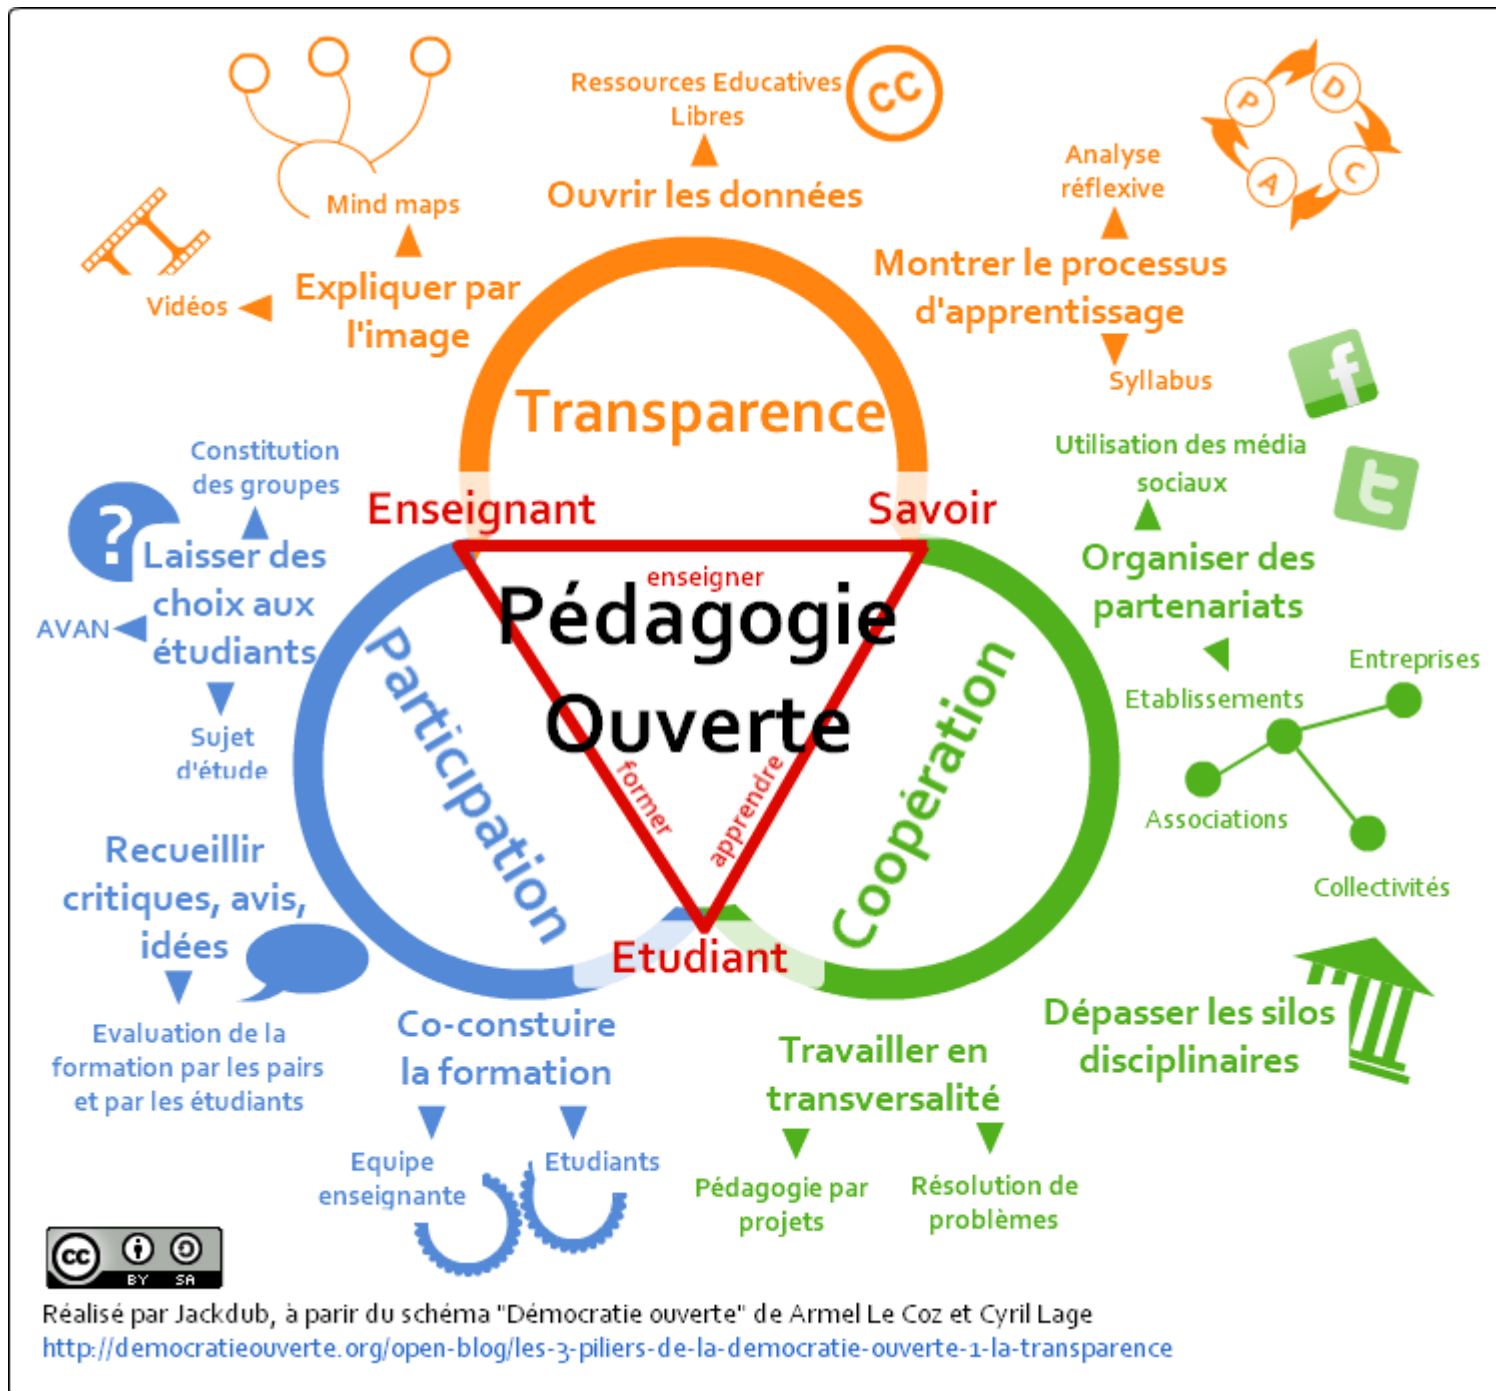 Ressources Educatives
Libres
CC
Ouvrir les données
P
D
C
A
Analyse
réflexive
Montrer le processus
d'apprentissage
Syllabus
Mind maps
Expliquer par
l'image
Vidéos
Transparence
Enseignant
Savoir
enseigner
Pédagogie
Ouverte
former
apprendre
Etudiant
Participation
Coopération
Constitution
des groupes
?
Laisser des
choix aux
étudiants
AVAN
Sujet
d'étude
Recueillir
critiques, avis,
idées
Evaluation de la
formation par les pairs
et par les étudiants
Co-constuire
la formation
Equipe
enseignante
Etudiants
f
Utilisation des média
sociaux
t
Organiser des
partenariats
Entreprises
Etablissements
Associations
Collectivités
Dépasser les silos
disciplinaires
Travailler en
transversalité
Pédagogie par
projets
Résolution de
problèmes
cc
BY SA
Réalisé par Jackdub, à parir du schéma "Démocratie ouverte" de Armel Le Coz et Cyril Lage
http://democratieouverte.org/open-blog/les-3-piliers-de-la-democratie-ouverte-1-la-transparence